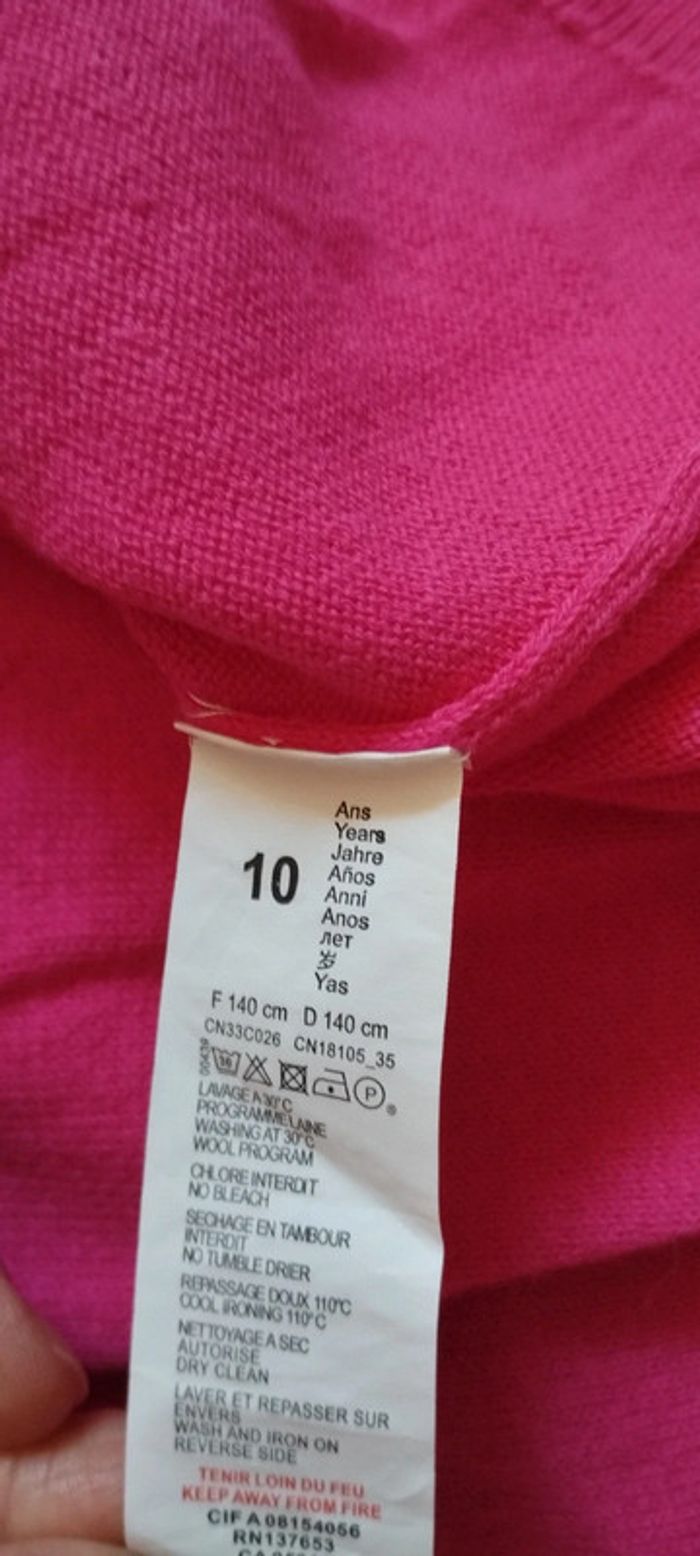 10
Ans
Years
Jahre
Años
Anni
Anos
лет
岁
Yas
F 140 cm D 140 cm
CN33C026 CN18105_35
00439
P
®
LAVAGE A 30°C
PROGRAMME LAINE
WASHING AT 30°C
WOOL PROGRAM
CHLORE INTERDIT
NO BLEACH
SECHAGE EN TAMBOUR
INTERDIT
NO TUMBLE DRIER
REPASSAGE DOUX 110°C
COOL IRONING 110°C
NETTOYAGE A SEC
AUTORISE
DRY CLEAN
LAVER ET REPASSER SUR
ENVERS
WASH AND IRON ON
REVERSE SIDE
TENIR LOIN DU FEU
KEEP AWAY FROM FIRE
CIF A 08154056
RN137653